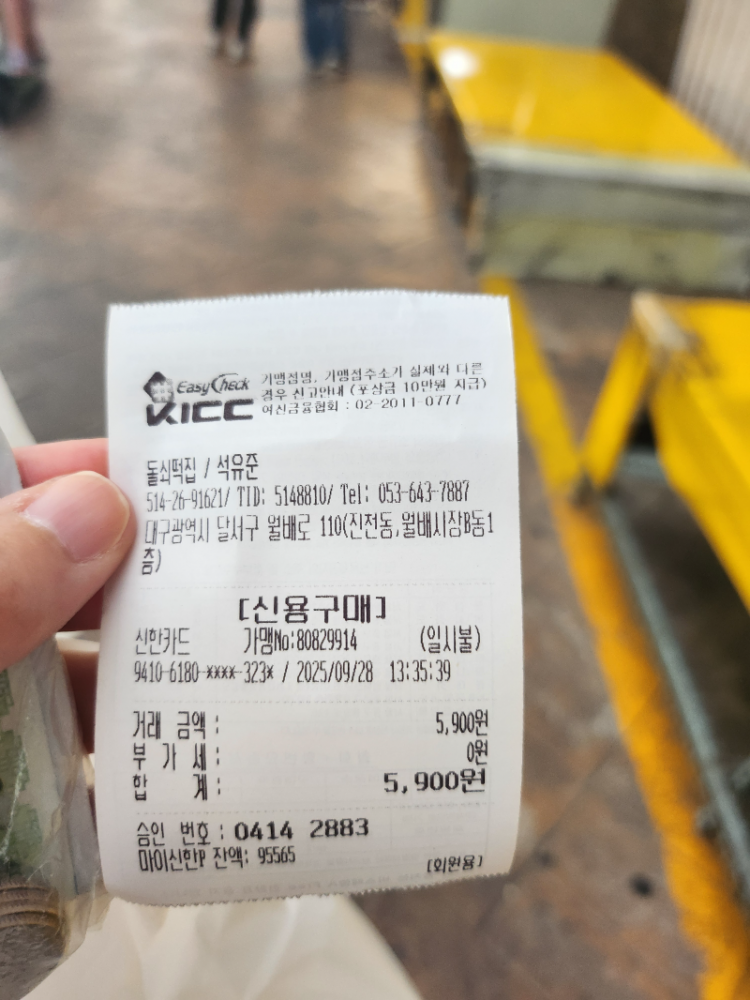 EasyCheck
KICC
가맹점명, 가맹점주소가 실제와 다른
경우 신고안내 (포상금 10만원 지급)
여신금융협회 : 02-2011-0777
돌쇠떡집 / 석유준
514-26-91621/ TID: 5148810/ Tel: 053-643-7887
대구광역시 달서구 월배로 110(진천동,월배시장B동1
층)
[신용구매]
신한카드 가맹No:80829914 (일시불)
9410-6180-****-323* / 2025/09/28 13:35:39
거래 금액 : 5,900원
부 가 세 : 0원
합 계 : 5,900원
승인 번호 : 0414 2883
마이신한P 잔액: 95565
(회원용)